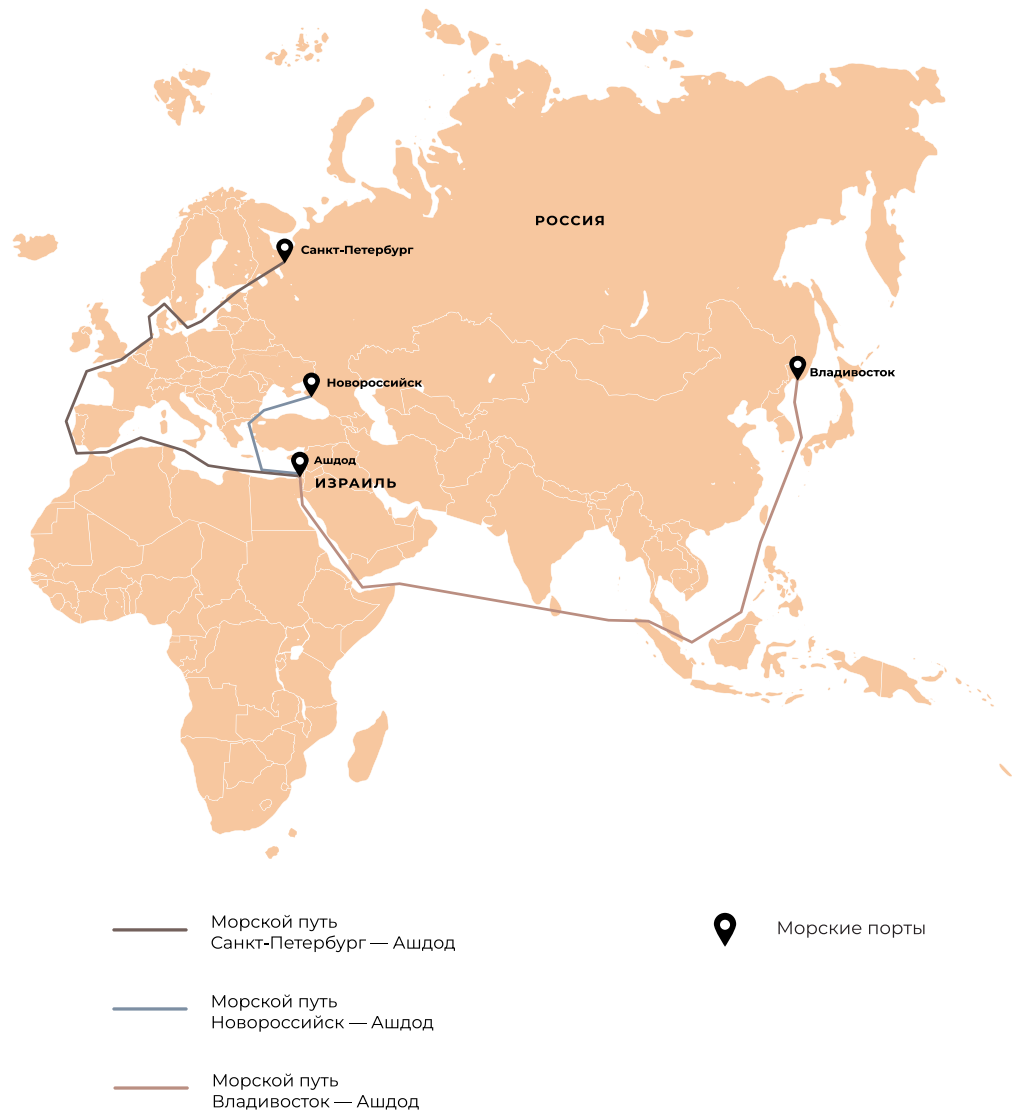 РОССИЯ
Санкт-Петербург
Владивосток
Новороссийск
Ашдод
ИЗРАИЛЬ
Морской путь
Санкт-Петербург — Ашдод
Морские порты
Морской путь
Новороссийск — Ашдод
Морской путь
Владивосток — Ашдод